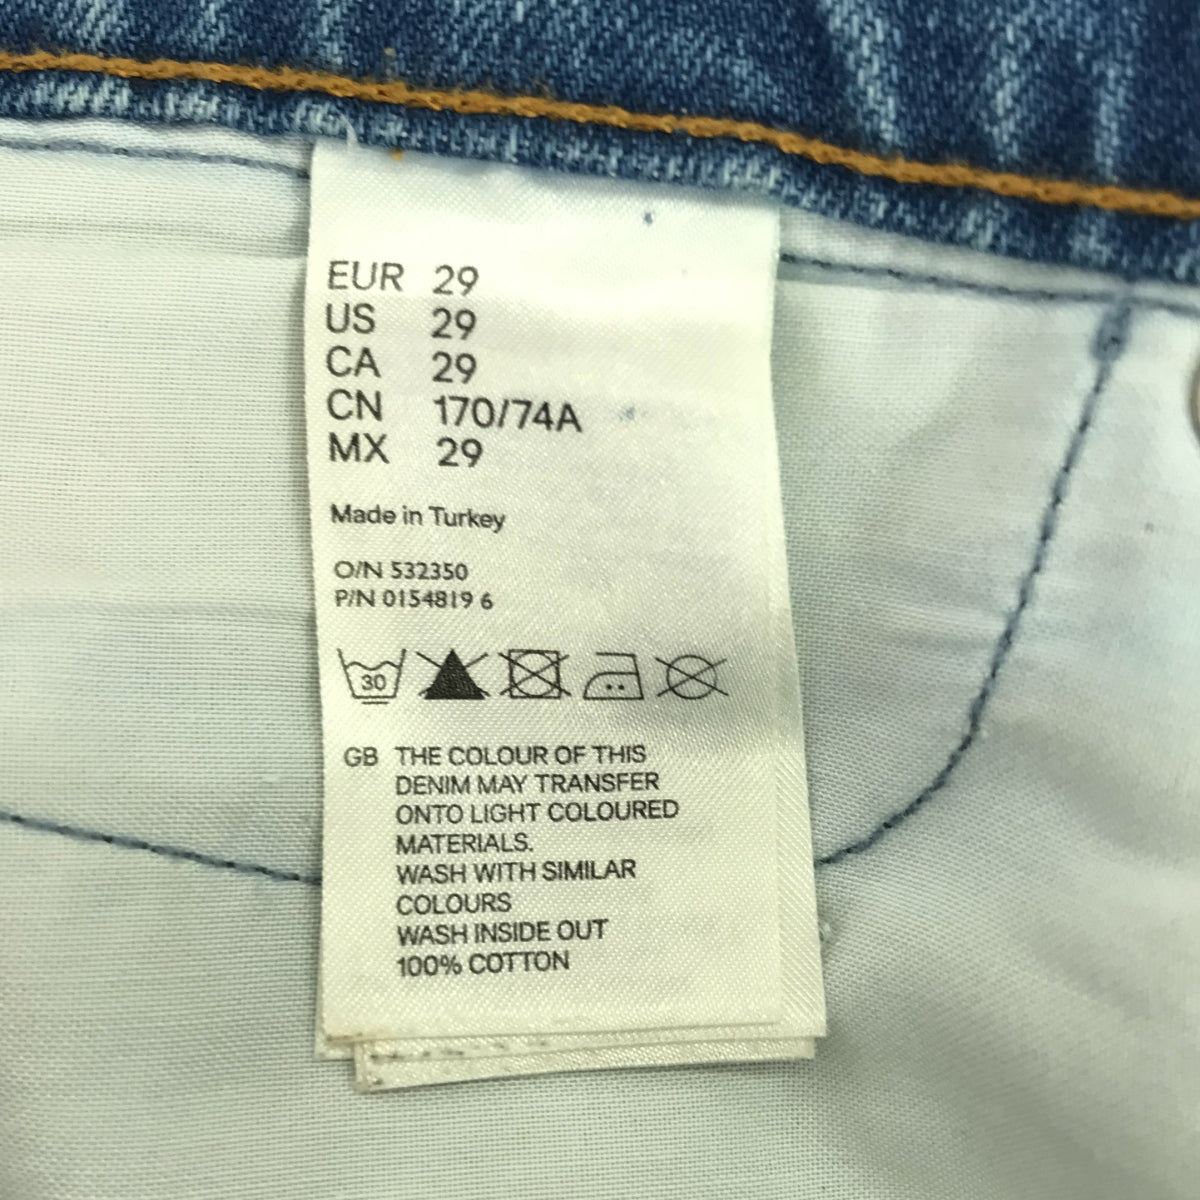 EUR 29
US 29
CA 29
CN 170/74A
MX 29
Made in Turkey
O/N 532350
P/N 0154819 6
30
GB THE COLOUR OF THIS
DENIM MAY TRANSFER
ONTO LIGHT COLOURED
MATERIALS.
WASH WITH SIMILAR
COLOURS
WASH INSIDE OUT
100% COTTON